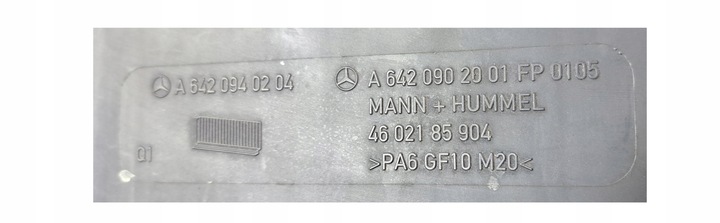 A 642 094 02 04
01
A 642 090 20 01 FP 0105
MANN + HUMMEL
46 021 85 904
>PA6 GF10 M20<